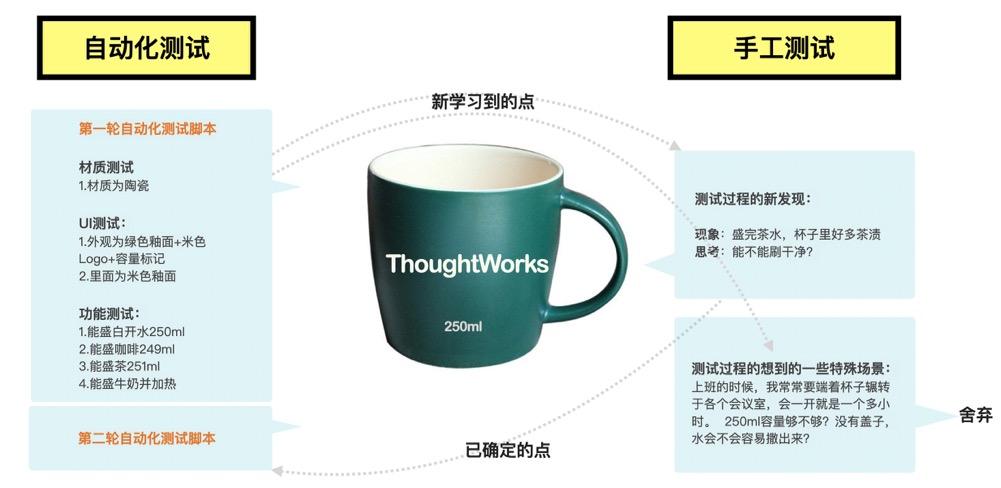 自动化测试
手工测试
新学习到的点
第一轮自动化测试脚本
材质测试
1.材质为陶瓷
UI测试：
1.外观为绿色釉面+米色
Logo+容量标记
2.里面为米色釉面
功能测试：
1.能盛白开水250ml
2.能盛咖啡249ml
3.能盛茶251ml
4.能盛牛奶并加热
第二轮自动化测试脚本
ThoughtWorks
250ml
已确定的点
测试过程的新发现：
现象：盛完茶水，杯子里好多茶渍
思考：能不能刷干净？
测试过程的想到的一些特殊场景：
上班的时候，我常常要端着杯子辗转
于各个会议室，会一开就是一个多小
时。 250ml容量够不够？没有盖子，
水会不会容易撒出来？
舍弃